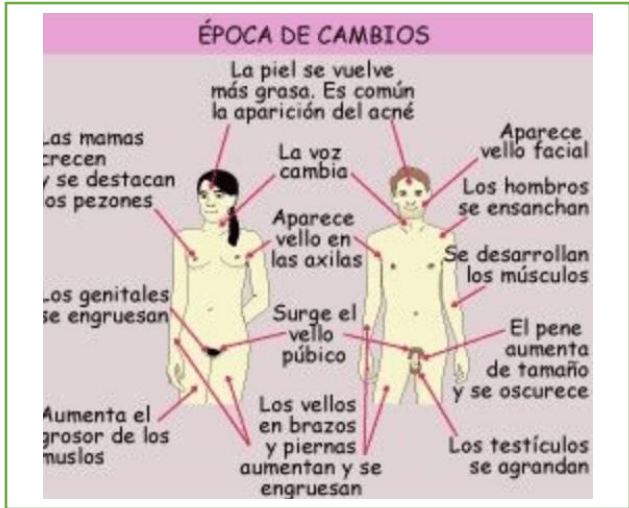 ÉPOCA DE CAMBIOS
La piel se vuelve
más grasa. Es común
la aparición del acné
Las mamas
crecen
y se destacan
los pezones
La voz
cambia
Aparece
vello facial
Los hombros
se ensanchan
Aparece
vello en
las axilas
Se desarrollan
los músculos
Los genitales
se engruesan
Surge el
vello
púbico
El pene
aumenta
de tamaño
y se oscurece
Aumenta el
grosor de los
muslos
Los vellos
en brazos
y piernas
aumentan y se
engruesan
Los testículos
se agrandan